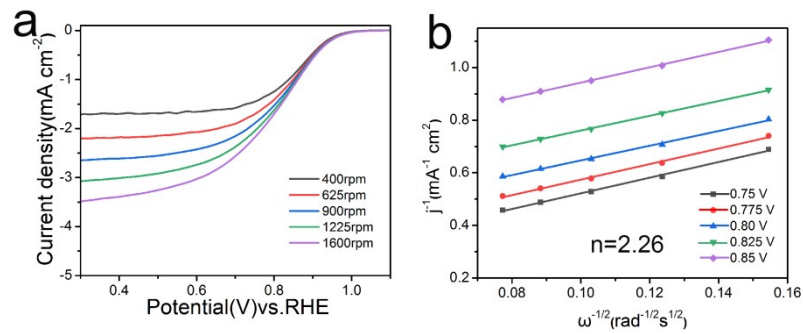 a
Current density(mA cm⁻²)
0
-1
-2
-3
-4
-5
400rpm
625rpm
900rpm
1225rpm
1600rpm
0.4 0.6 0.8 1.0
Potential(V)vs.RHE
b
j⁻¹(mA⁻¹ cm²)
1.0
0.8
0.6
0.4
0.2
0.75 V
0.775 V
0.80 V
0.825 V
0.85 V
n=2.26
0.08 0.10 0.12 0.14 0.16
ω⁻¹/²(rad⁻¹/²s¹/²)